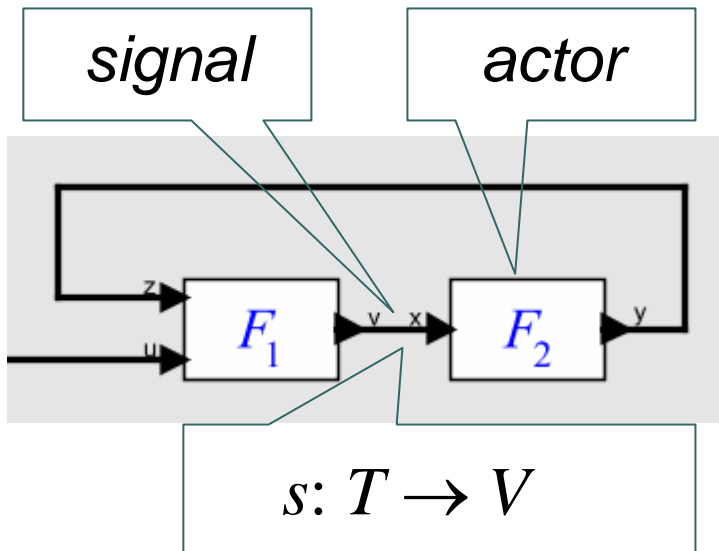 signal
actor
z
u
F₁
v
x
F₂
y
s: T → V